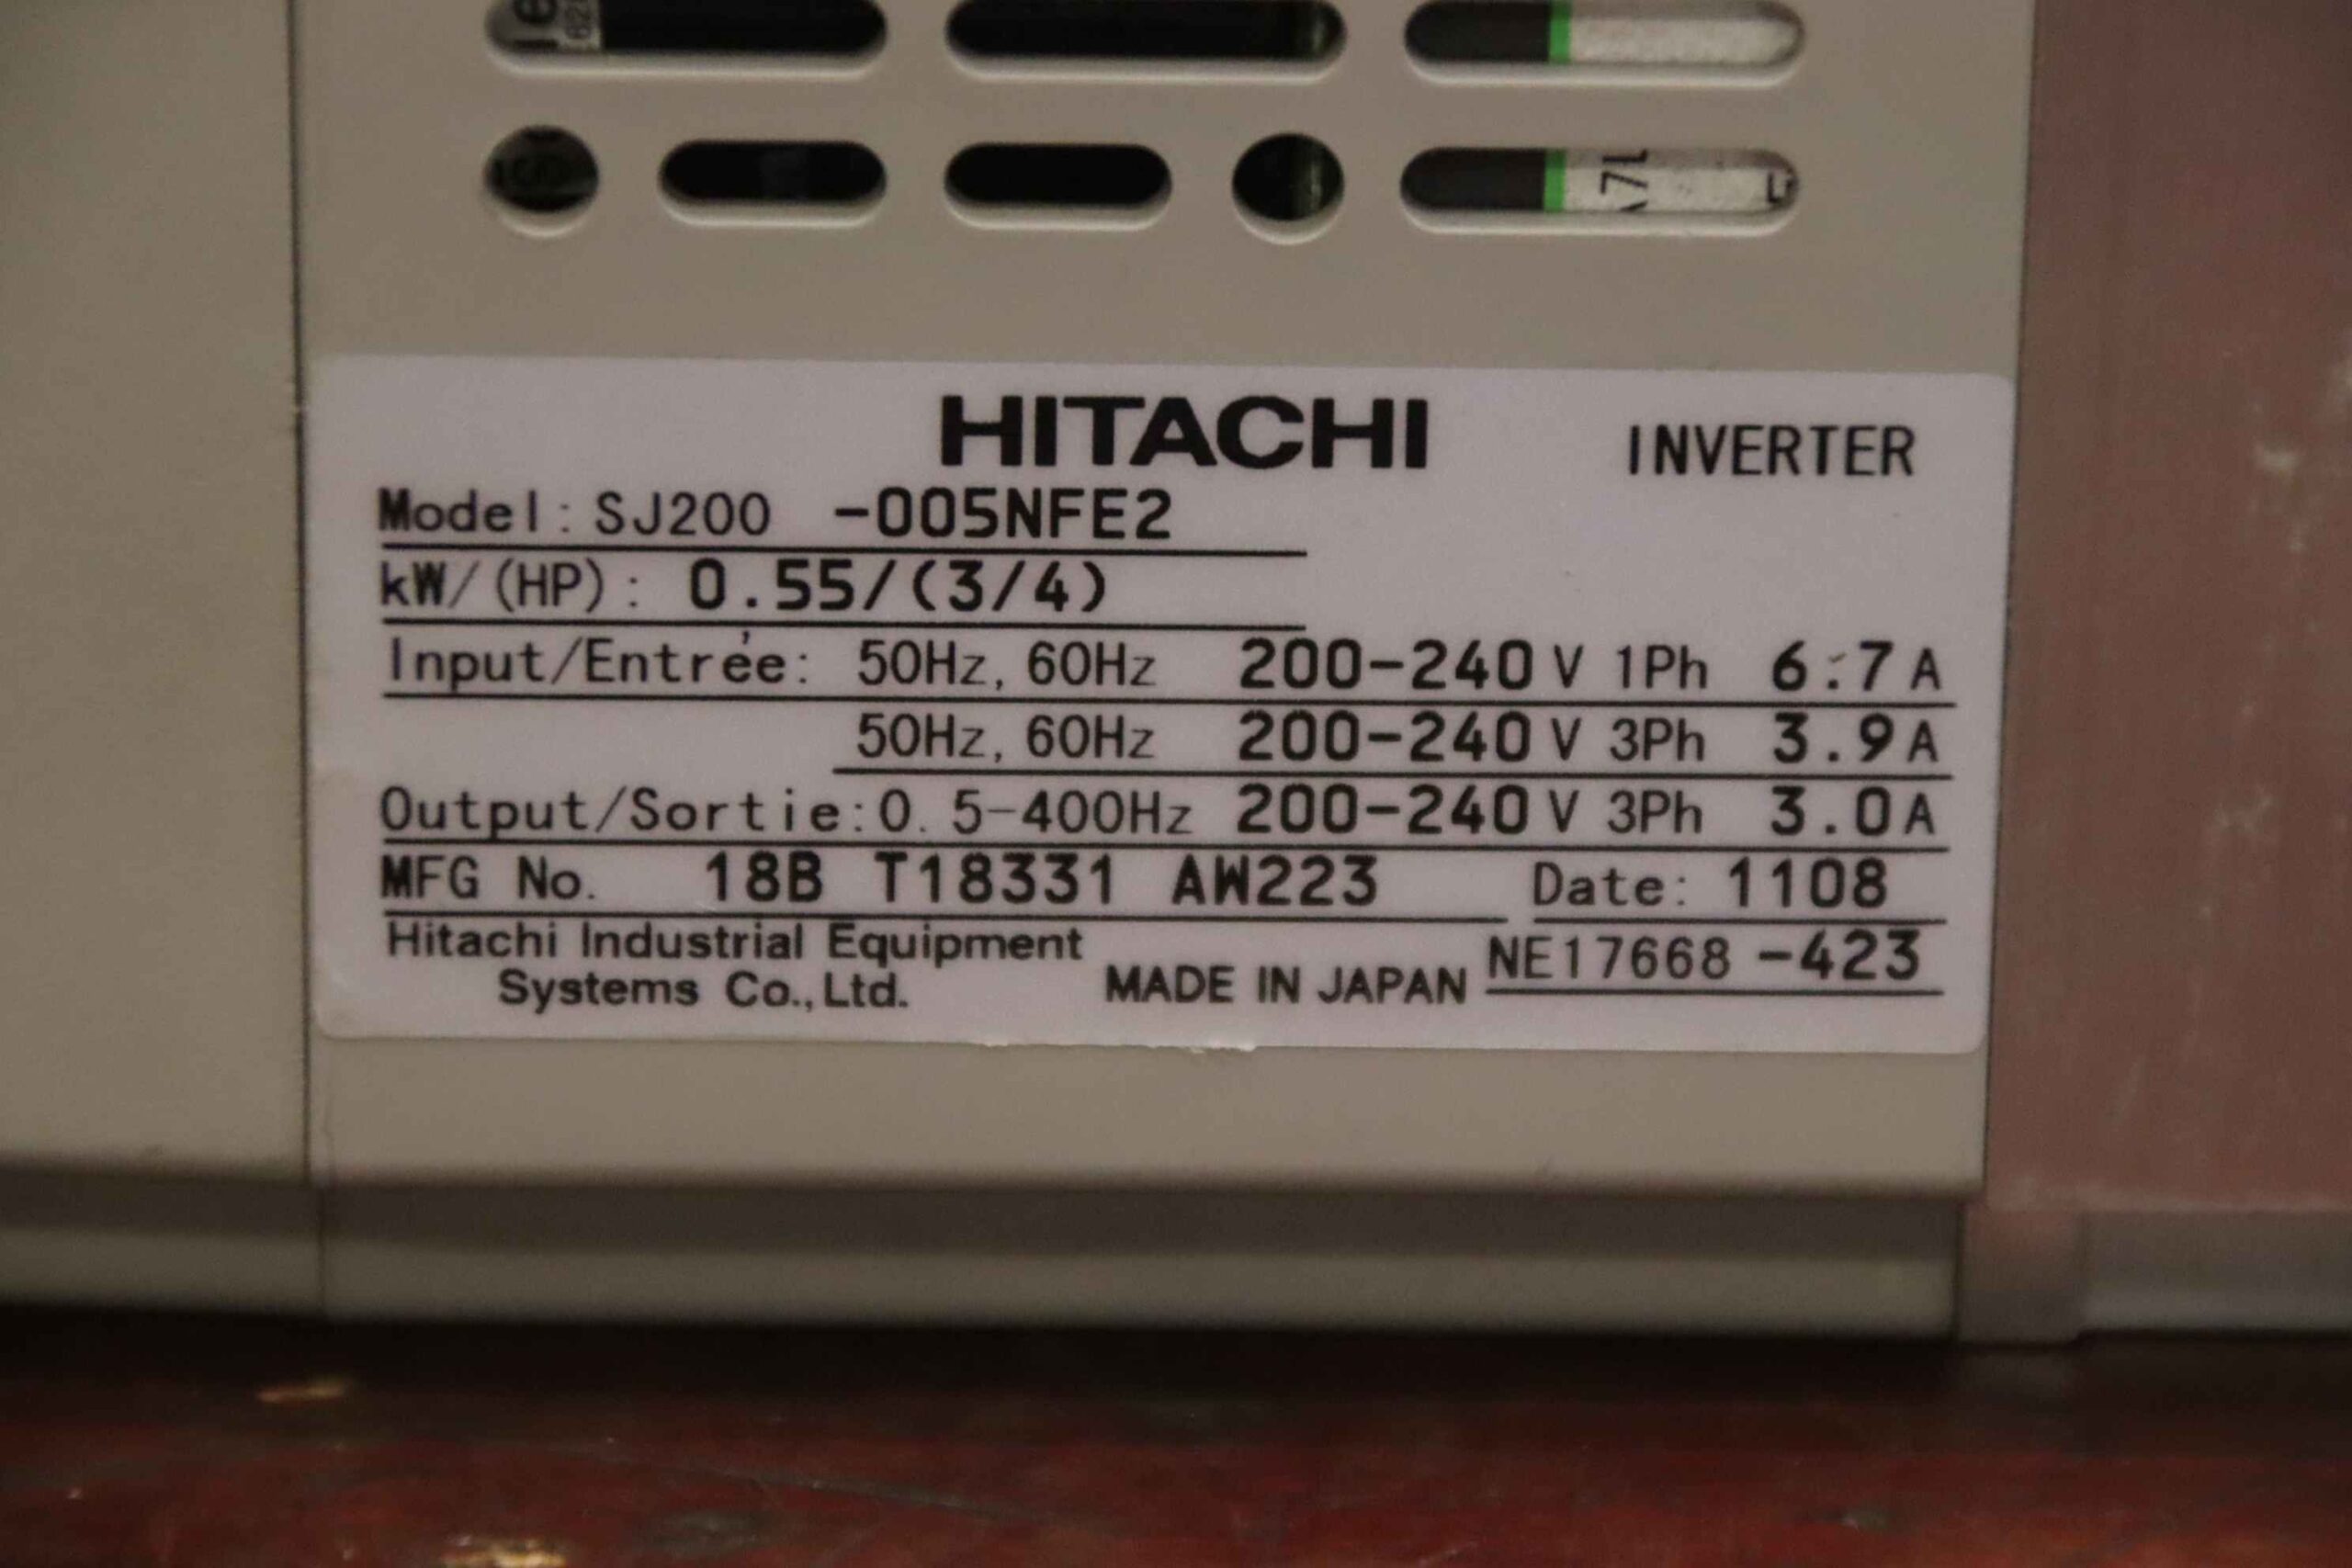 HITACHI INVERTER
Model: SJ200 -005NFE2
kW/(HP): 0.55/(3/4)
Input/Entrée: 50Hz, 60Hz 200-240 V 1Ph 6.7 A
50Hz, 60Hz 200-240 V 3Ph 3.9 A
Output/Sortie: 0.5-400Hz 200-240 V 3Ph 3.0 A
MFG No. 18B T18331 AW223 Date: 1108
Hitachi Industrial Equipment
Systems Co., Ltd. MADE IN JAPAN NE17668 -423